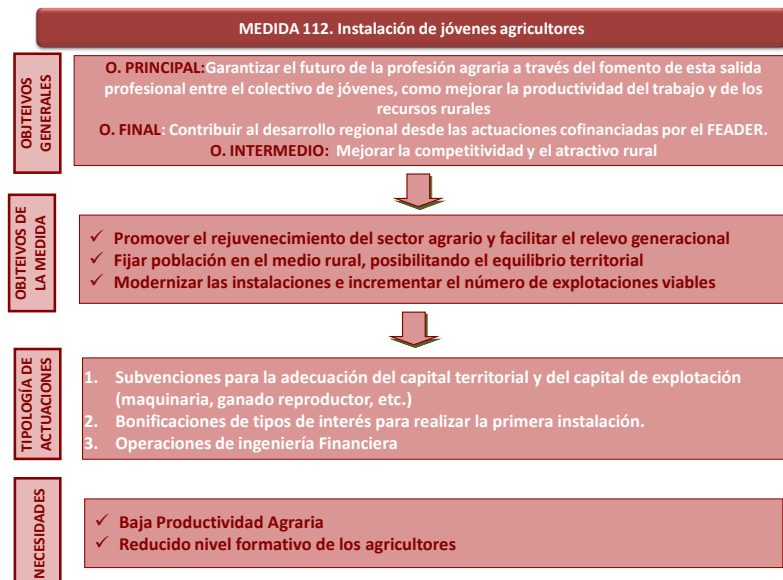 MEDIDA 112. Instalación de jóvenes agricultores
OBJTEIVOS
GENERALES
O. PRINCIPAL:Garantizar el futuro de la profesión agraria a través del fomento de esta salida
profesional entre el colectivo de jóvenes, como mejorar la productividad del trabajo y de los
recursos rurales
O. FINAL: Contribuir al desarrollo regional desde las actuaciones cofinanciadas por el FEADER.
O. INTERMEDIO: Mejorar la competitividad y el atractivo rural
OBJTEIVOS DE
LA MEDIDA
✓ Promover el rejuvenecimiento del sector agrario y facilitar el relevo generacional
✓ Fijar población en el medio rural, posibilitando el equilibrio territorial
✓ Modernizar las instalaciones e incrementar el número de explotaciones viables
TIPOLOGÍA DE
ACTUACIONES
1. Subvenciones para la adecuación del capital territorial y del capital de explotación
(maquinaria, ganado reproductor, etc.)
2. Bonificaciones de tipos de interés para realizar la primera instalación.
3. Operaciones de ingeniería Financiera
NECESIDADES
✓ Baja Productividad Agraria
✓ Reducido nivel formativo de los agricultores